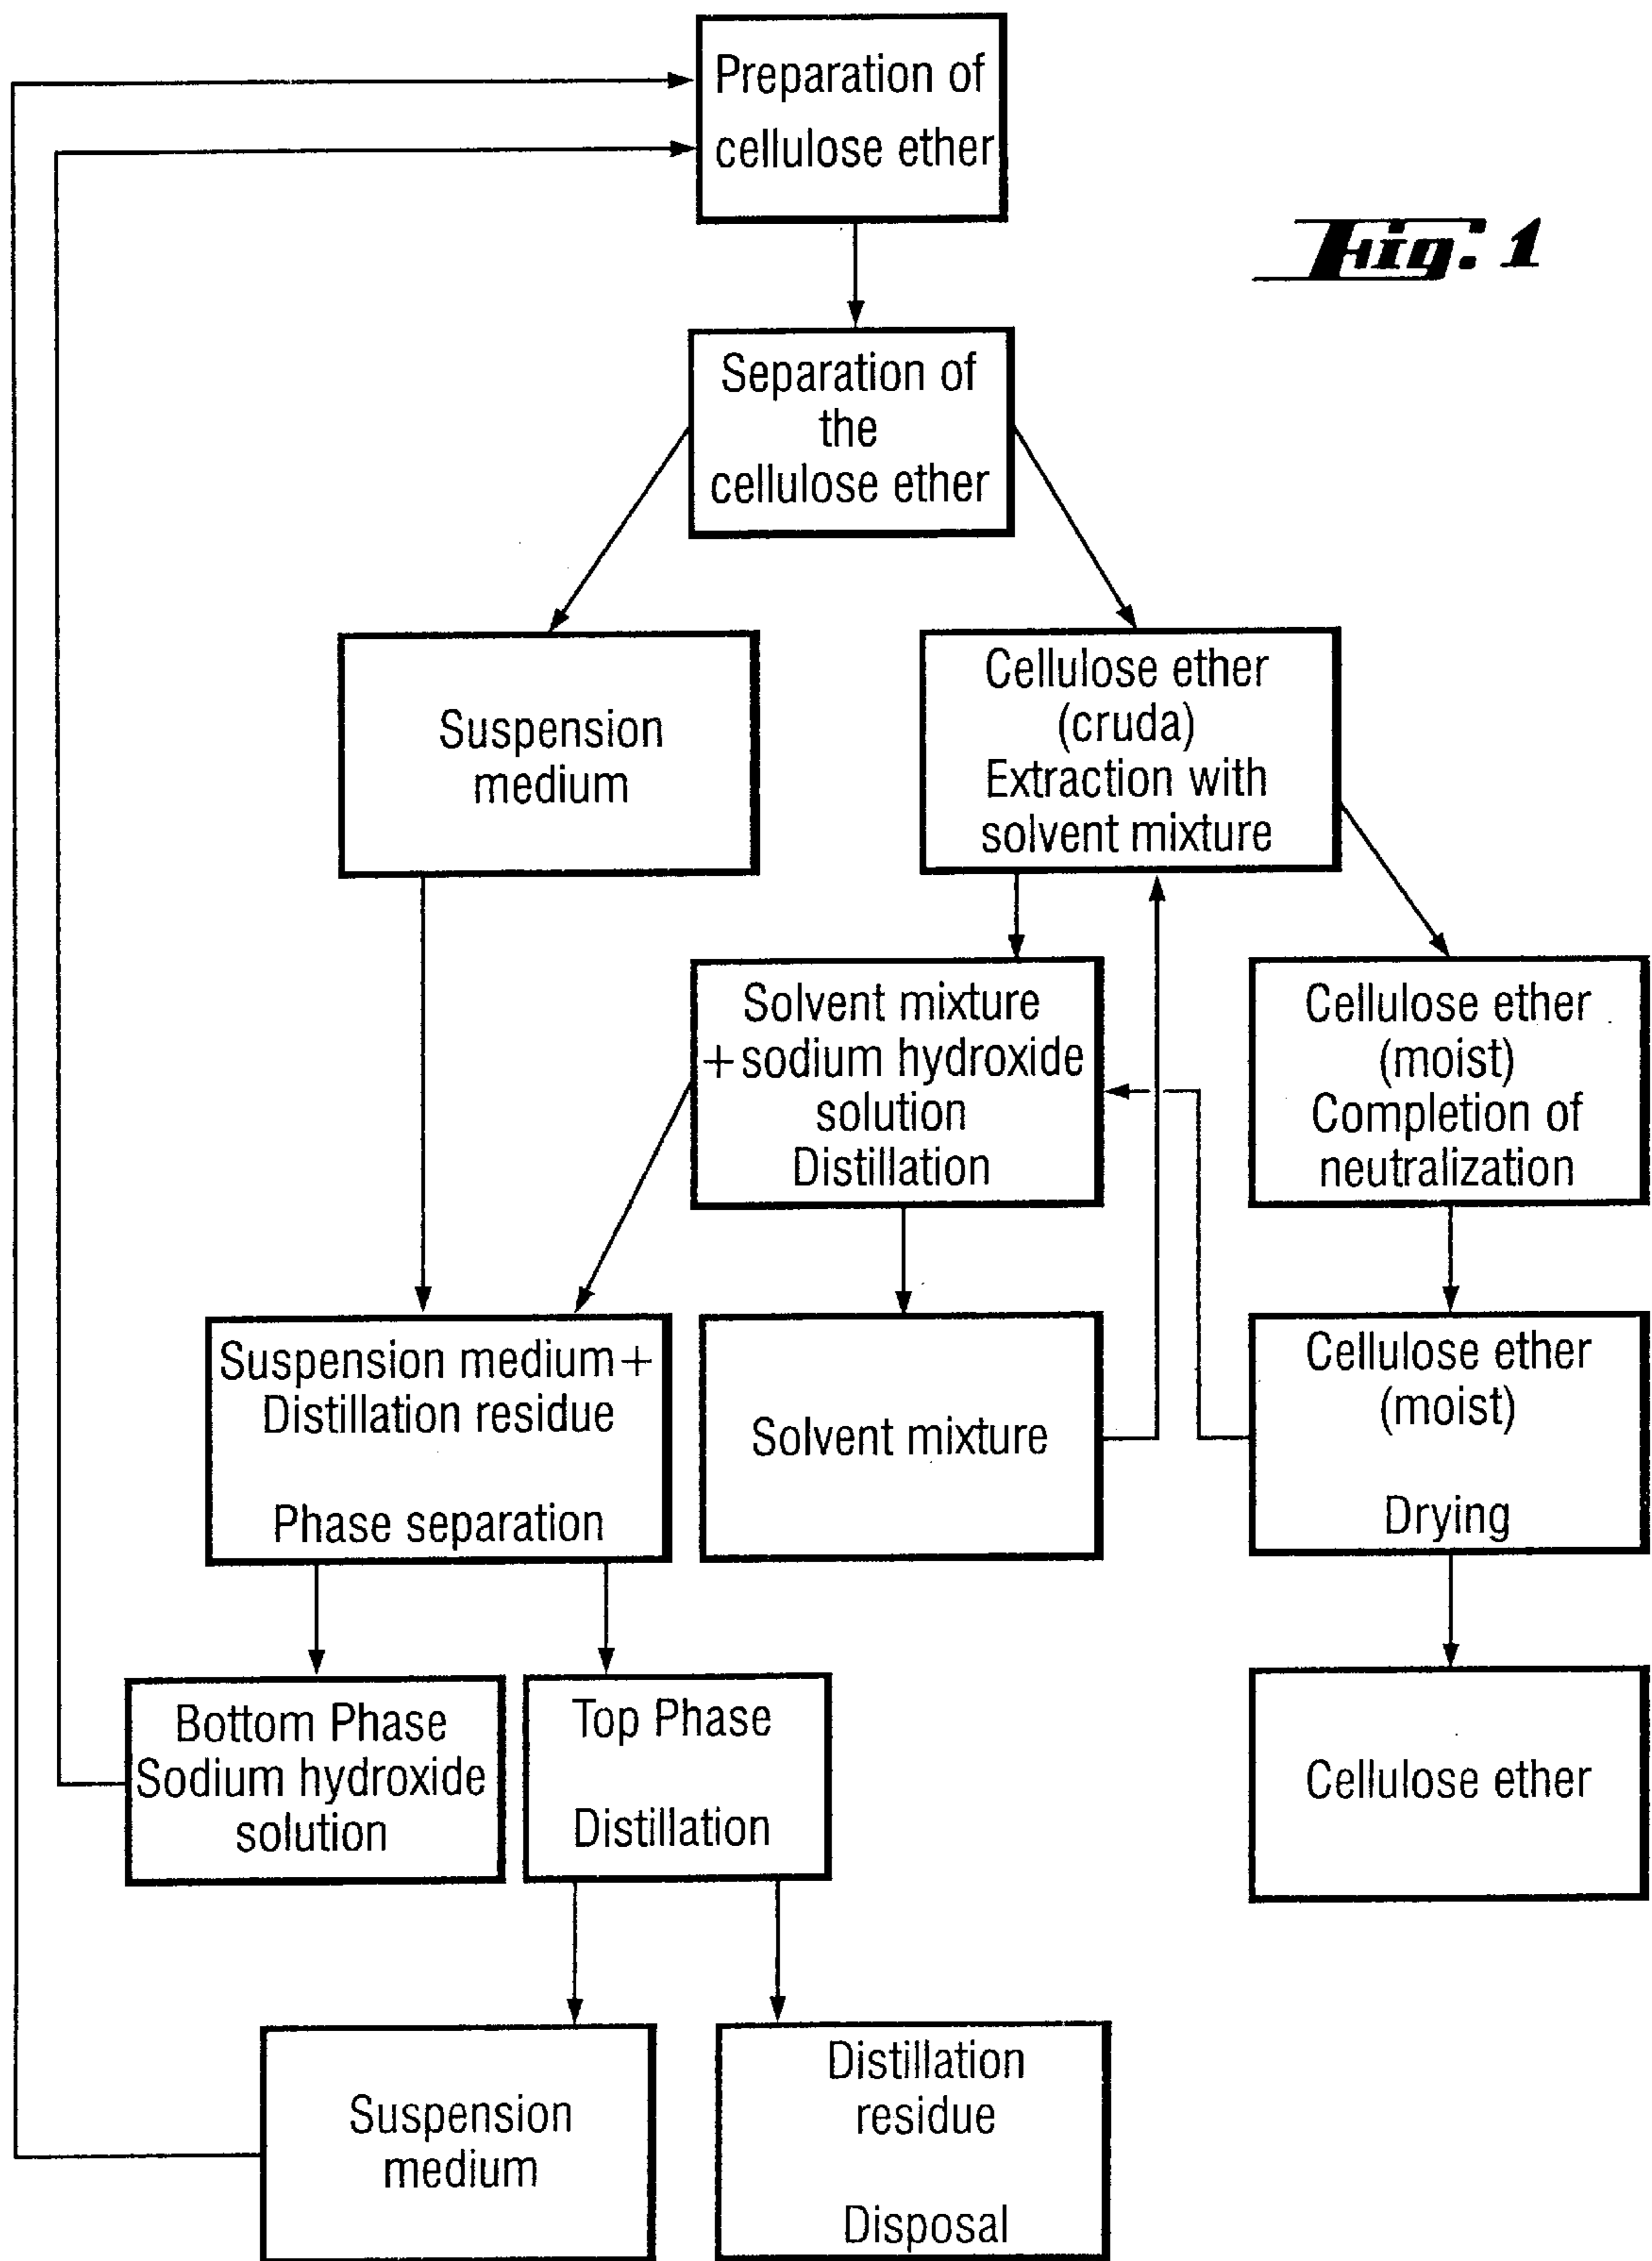 Preparation of
cellulose ether
Fig. 1
Separation of
the
cellulose ether
Suspension
medium
Cellulose ether
(cruda)
Extraction with
solvent mixture
Solvent mixture
+sodium hydroxide
solution
Distillation
Cellulose ether
(moist)
Completion of
neutralization
Suspension medium+
Distillation residue
Phase separation
Solvent mixture
Cellulose ether
(moist)
Drying
Bottom Phase
Sodium hydroxide
solution
Top Phase
Distillation
Cellulose ether
Suspension
medium
Distillation
residue
Disposal